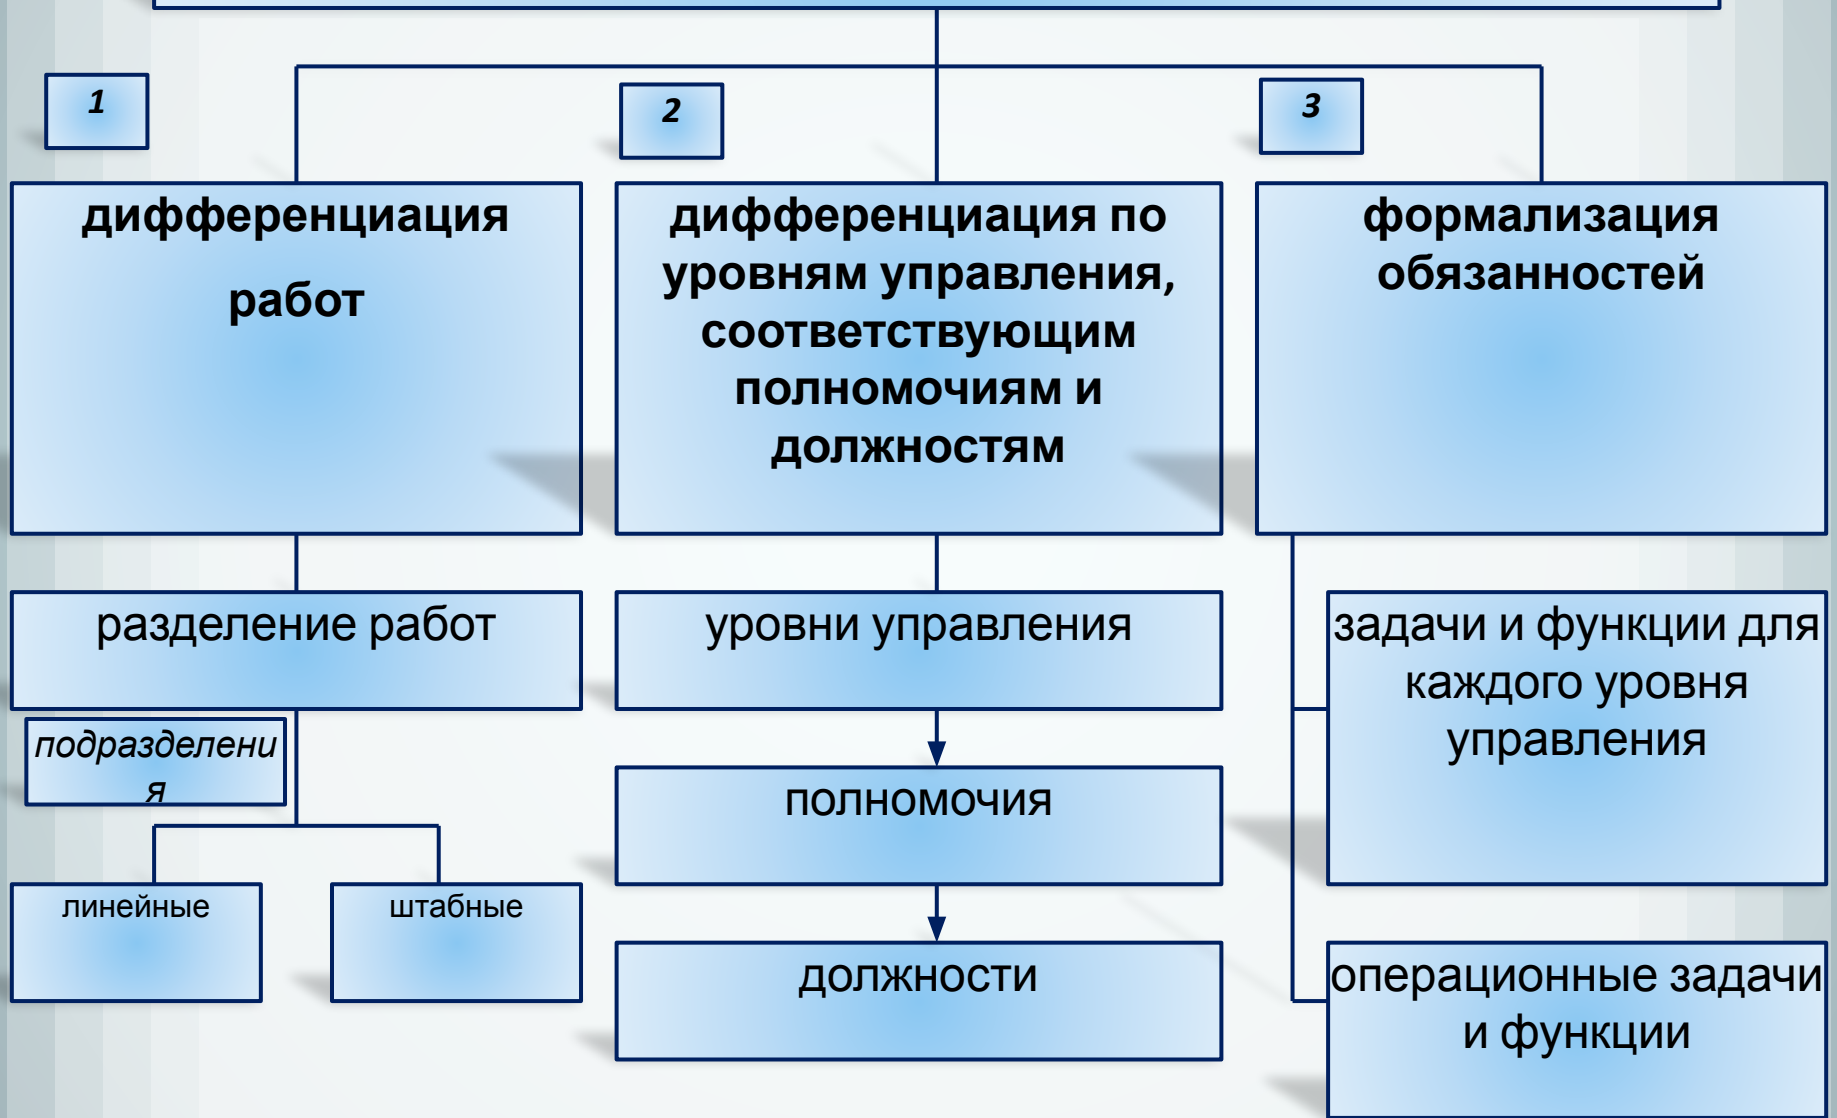 1
дифференциация
работ
разделение работ
подразделени
я
линейные
штабные
2
дифференциация по
уровням управления,
соответствующим
полномочиям и
должностям
уровни управления
полномочия
должности
3
формализация
обязанностей
задачи и функции для
каждого уровня
управления
операционные задачи
и функции